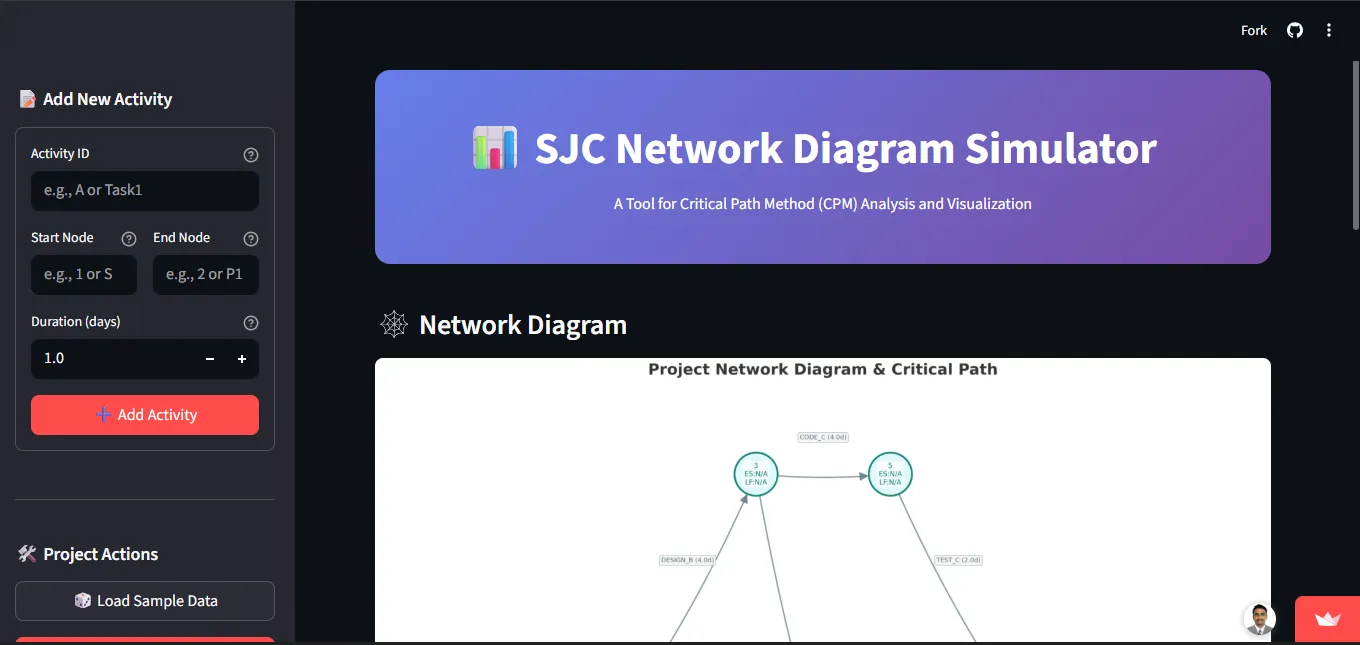 Fork
📝 Add New Activity
Activity ID
e.g., A or Task1
Start Node
End Node
e.g., 1 or S
e.g., 2 or P1
Duration (days)
1.0
− +
➕ Add Activity
🛠️ Project Actions
🎲 Load Sample Data
📊 SJC Network Diagram Simulator
A Tool for Critical Path Method (CPM) Analysis and Visualization
🕸️ Network Diagram
Project Network Diagram & Critical Path
CODE_C (4.0d)
3
ES:N/A
LF:N/A
5
ES:N/A
LF:N/A
DESIGN_B (4.0d)
TEST_C (2.0d)